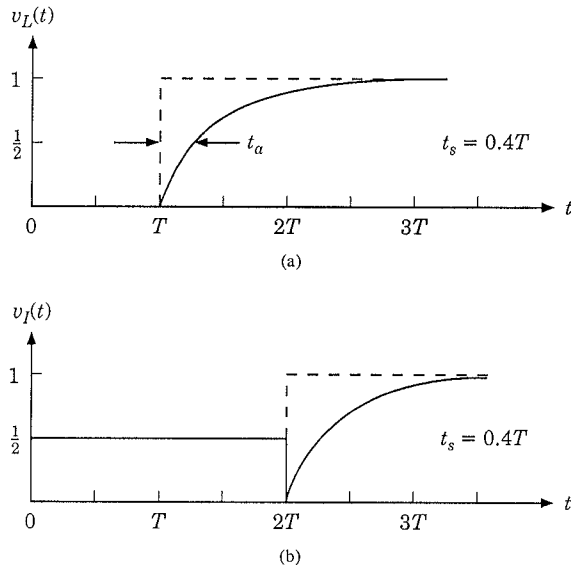 v_L(t)
1
1/2
t_a
t_s = 0.4T
0 T 2T 3T t
(a)
v_I(t)
1
1/2
t_s = 0.4T
0 T 2T 3T t
(b)